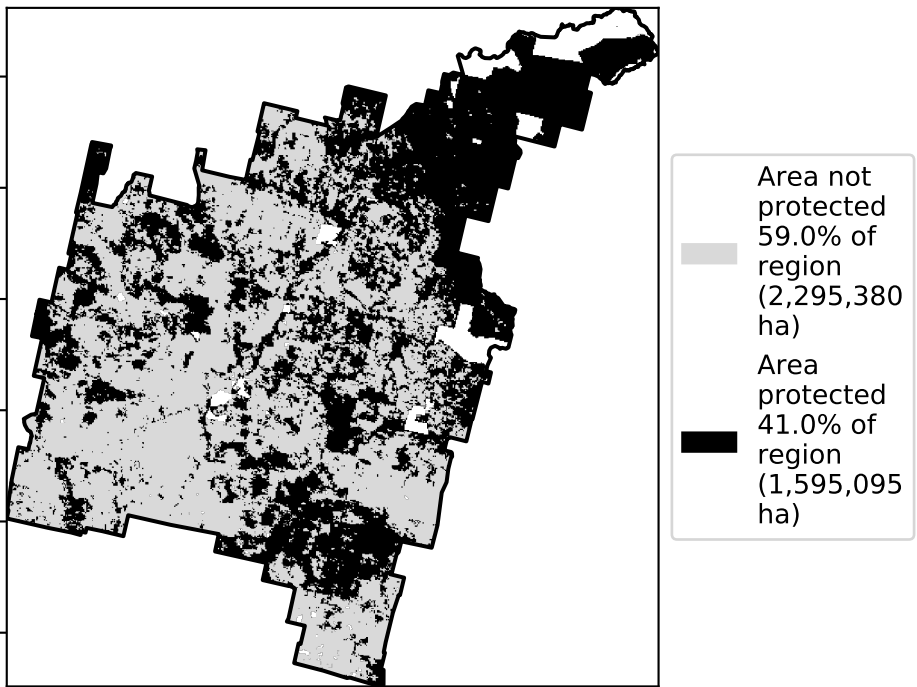 Area not
protected
59.0% of
region
(2,295,380
ha)
Area
protected
41.0% of
region
(1,595,095
ha)